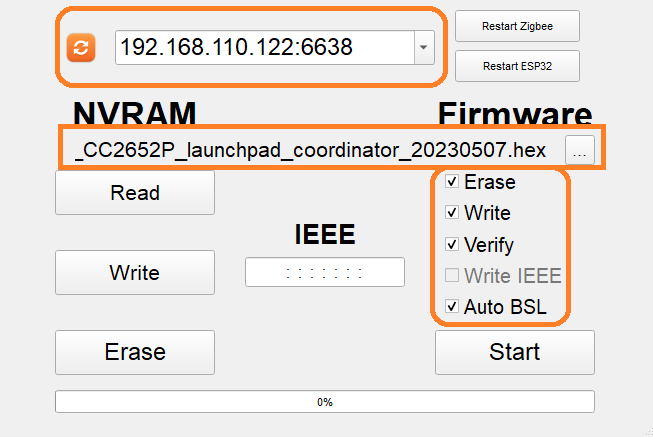 192.168.110.122:6638
Restart Zigbee
Restart ESP32
NVRAM
Firmware
_CC2652P_launchpad_coordinator_20230507.hex
...
Read
Erase
Write
IEEE
Verify
Write
: : : : : : :
Write IEEE
Auto BSL
Erase
Start
0%